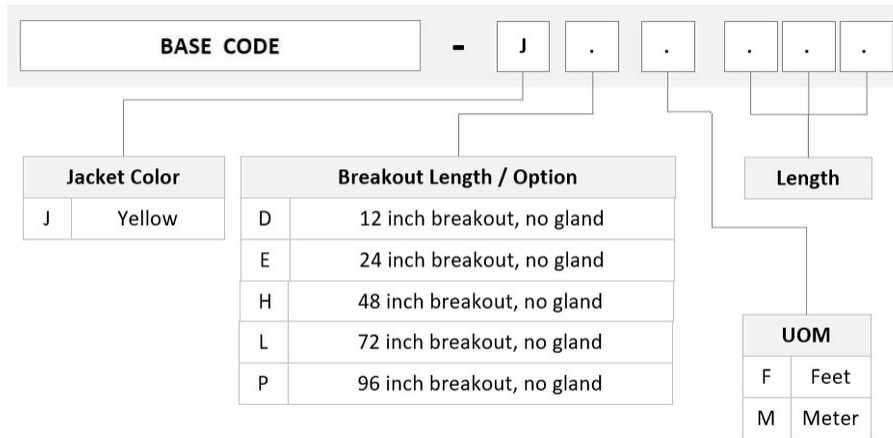 BASE CODE - J . . . . .
Jacket Color
J Yellow
Breakout Length / Option
D 12 inch breakout, no gland
E 24 inch breakout, no gland
H 48 inch breakout, no gland
L 72 inch breakout, no gland
P 96 inch breakout, no gland
Length
UOM
F Feet
M Meter